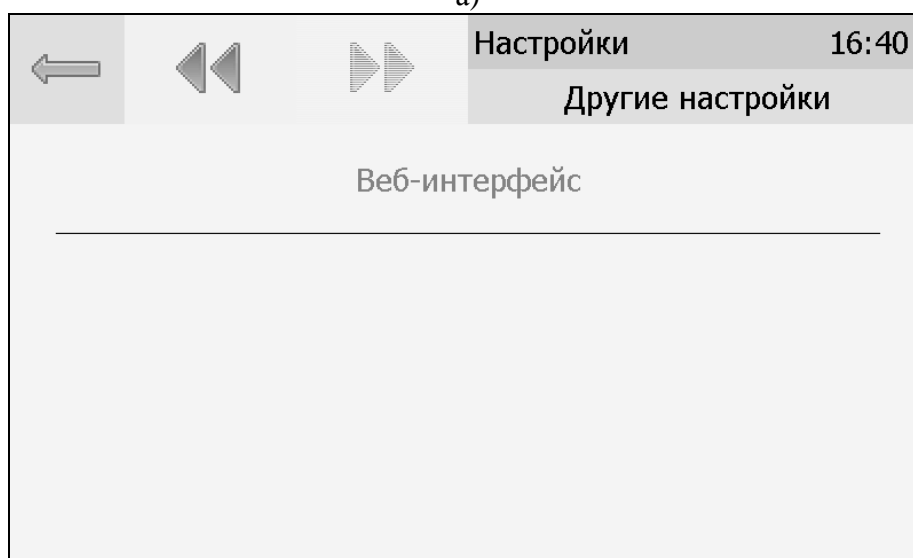 а)
Настройки 16:40
Другие настройки
Веб-интерфейс